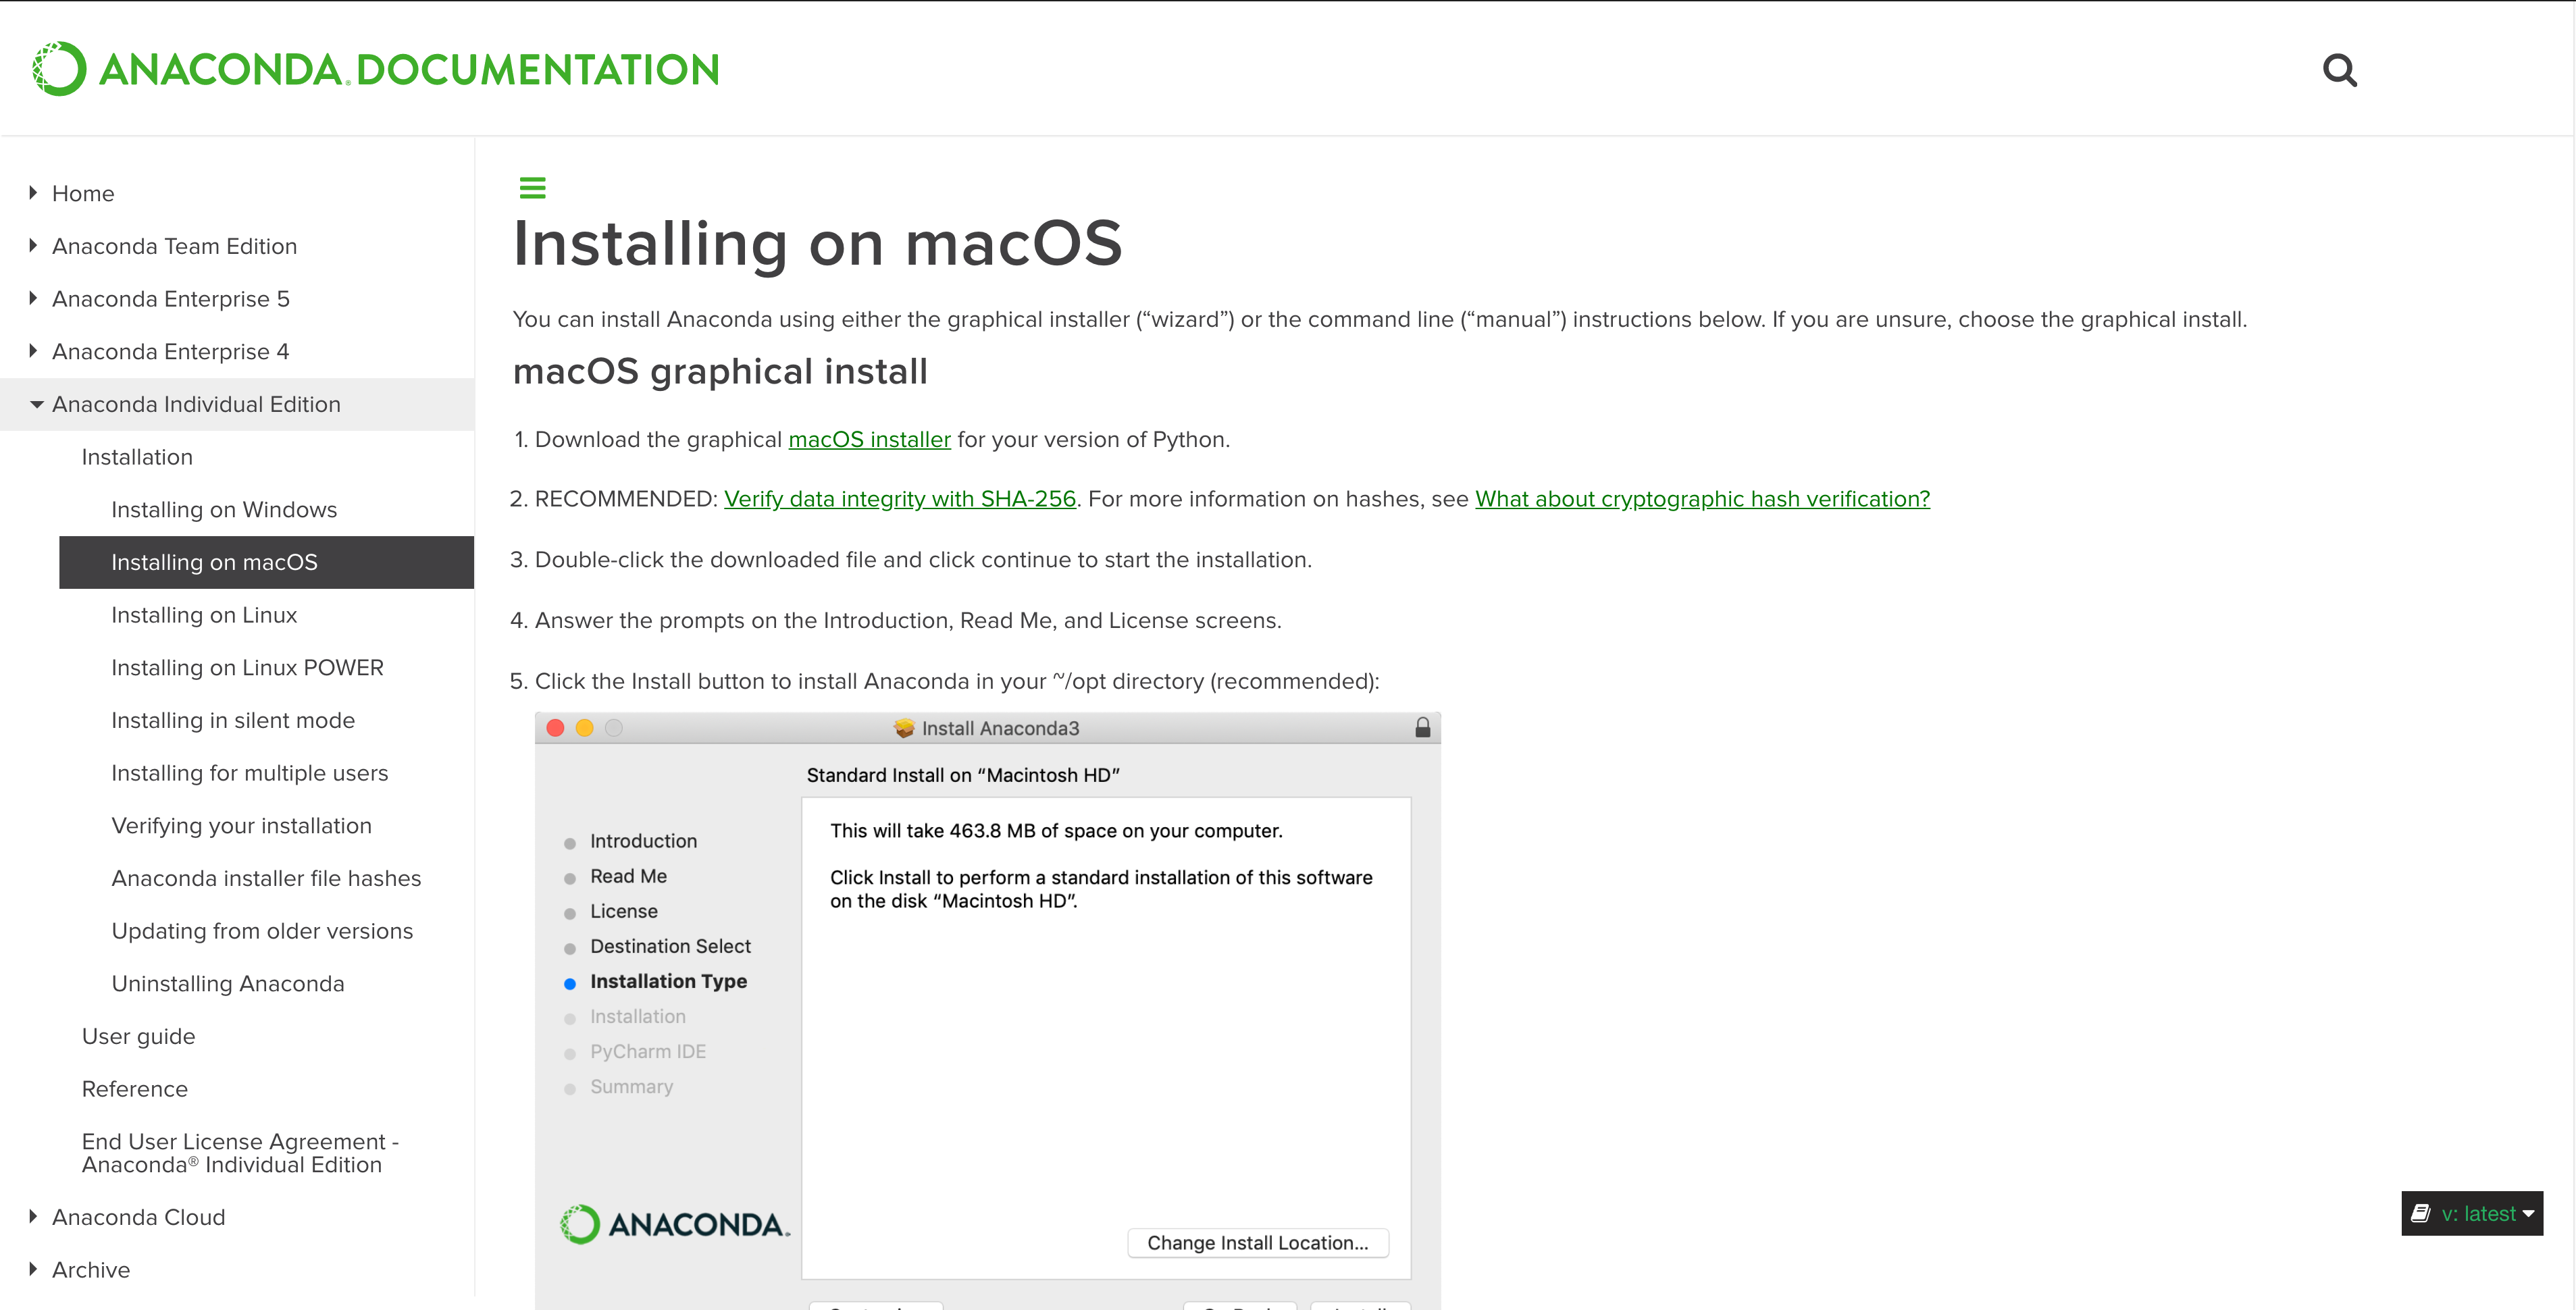 ANACONDA. DOCUMENTATION
Home
Anaconda Team Edition
Anaconda Enterprise 5
Anaconda Enterprise 4
Anaconda Individual Edition
Installation
Installing on Windows
Installing on macOS
Installing on Linux
Installing on Linux POWER
Installing in silent mode
Installing for multiple users
Verifying your installation
Anaconda installer file hashes
Updating from older versions
Uninstalling Anaconda
User guide
Reference
End User License Agreement -
Anaconda® Individual Edition
Anaconda Cloud
Archive
Installing on macOS
You can install Anaconda using either the graphical installer (“wizard”) or the command line (“manual”) instructions below. If you are unsure, choose the graphical install.
macOS graphical install
1. Download the graphical macOS installer for your version of Python.
2. RECOMMENDED: Verify data integrity with SHA-256. For more information on hashes, see What about cryptographic hash verification?
3. Double-click the downloaded file and click continue to start the installation.
4. Answer the prompts on the Introduction, Read Me, and License screens.
5. Click the Install button to install Anaconda in your ~/opt directory (recommended):
Install Anaconda3
Standard Install on “Macintosh HD”
Introduction
Read Me
License
Destination Select
Installation Type
Installation
PyCharm IDE
Summary
ANACONDA.
This will take 463.8 MB of space on your computer.
Click Install to perform a standard installation of this software
on the disk “Macintosh HD”.
Change Install Location...
v: latest